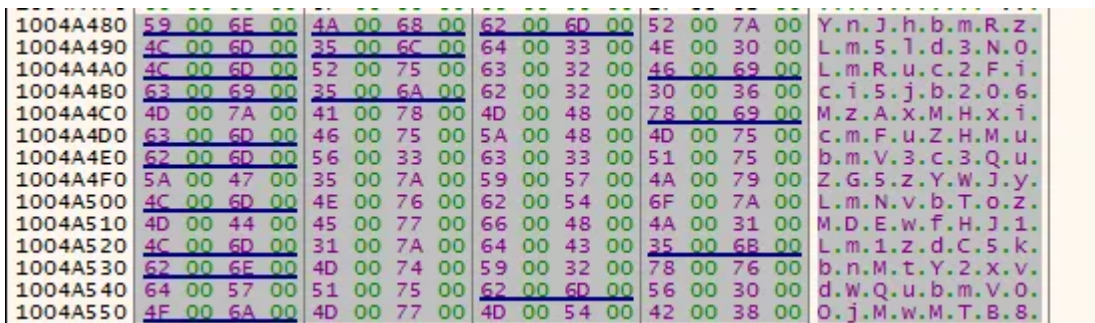 1004A480 59 00 6E 00 4A 00 68 00 62 00 6D 00 52 00 7A 00 Y.n.J.h.b.m.R.z.
1004A490 4C 00 6D 00 35 00 6C 00 64 00 33 00 4E 00 30 00 L.m.5.l.d.3.N.0.
1004A4A0 4C 00 6D 00 52 00 75 00 63 00 32 00 46 00 69 00 L.m.R.u.c.2.F.i.
1004A4B0 63 00 69 00 35 00 6A 00 62 00 32 00 30 00 36 00 c.i.5.j.b.2.0.6.
1004A4C0 4D 00 7A 00 41 00 78 00 4D 00 48 00 78 00 69 00 M.z.A.x.M.H.x.i.
1004A4D0 63 00 6D 00 46 00 75 00 5A 00 48 00 4D 00 75 00 c.m.F.u.Z.H.M.u.
1004A4E0 62 00 6D 00 56 00 33 00 63 00 33 00 51 00 75 00 b.m.V.3.c.3.Q.u.
1004A4F0 5A 00 47 00 35 00 7A 00 59 00 57 00 4A 00 79 00 Z.G.5.z.Y.W.J.y.
1004A500 4C 00 6D 00 4E 00 76 00 62 00 54 00 6F 00 7A 00 L.m.N.v.b.T.o.z.
1004A510 4D 00 44 00 45 00 77 00 66 00 48 00 4A 00 31 00 M.D.E.w.f.H.J.1.
1004A520 4C 00 6D 00 31 00 7A 00 64 00 43 00 35 00 6B 00 L.m.1.z.d.C.5.k.
1004A530 62 00 6E 00 4D 00 74 00 59 00 32 00 78 00 76 00 b.n.M.t.Y.2.x.v.
1004A540 64 00 57 00 51 00 75 00 62 00 6D 00 56 00 30 00 d.W.Q.u.b.m.V.0.
1004A550 4F 00 6A 00 4D 00 77 00 4D 00 54 00 42 00 38 00 O.j.M.w.M.T.B.8.